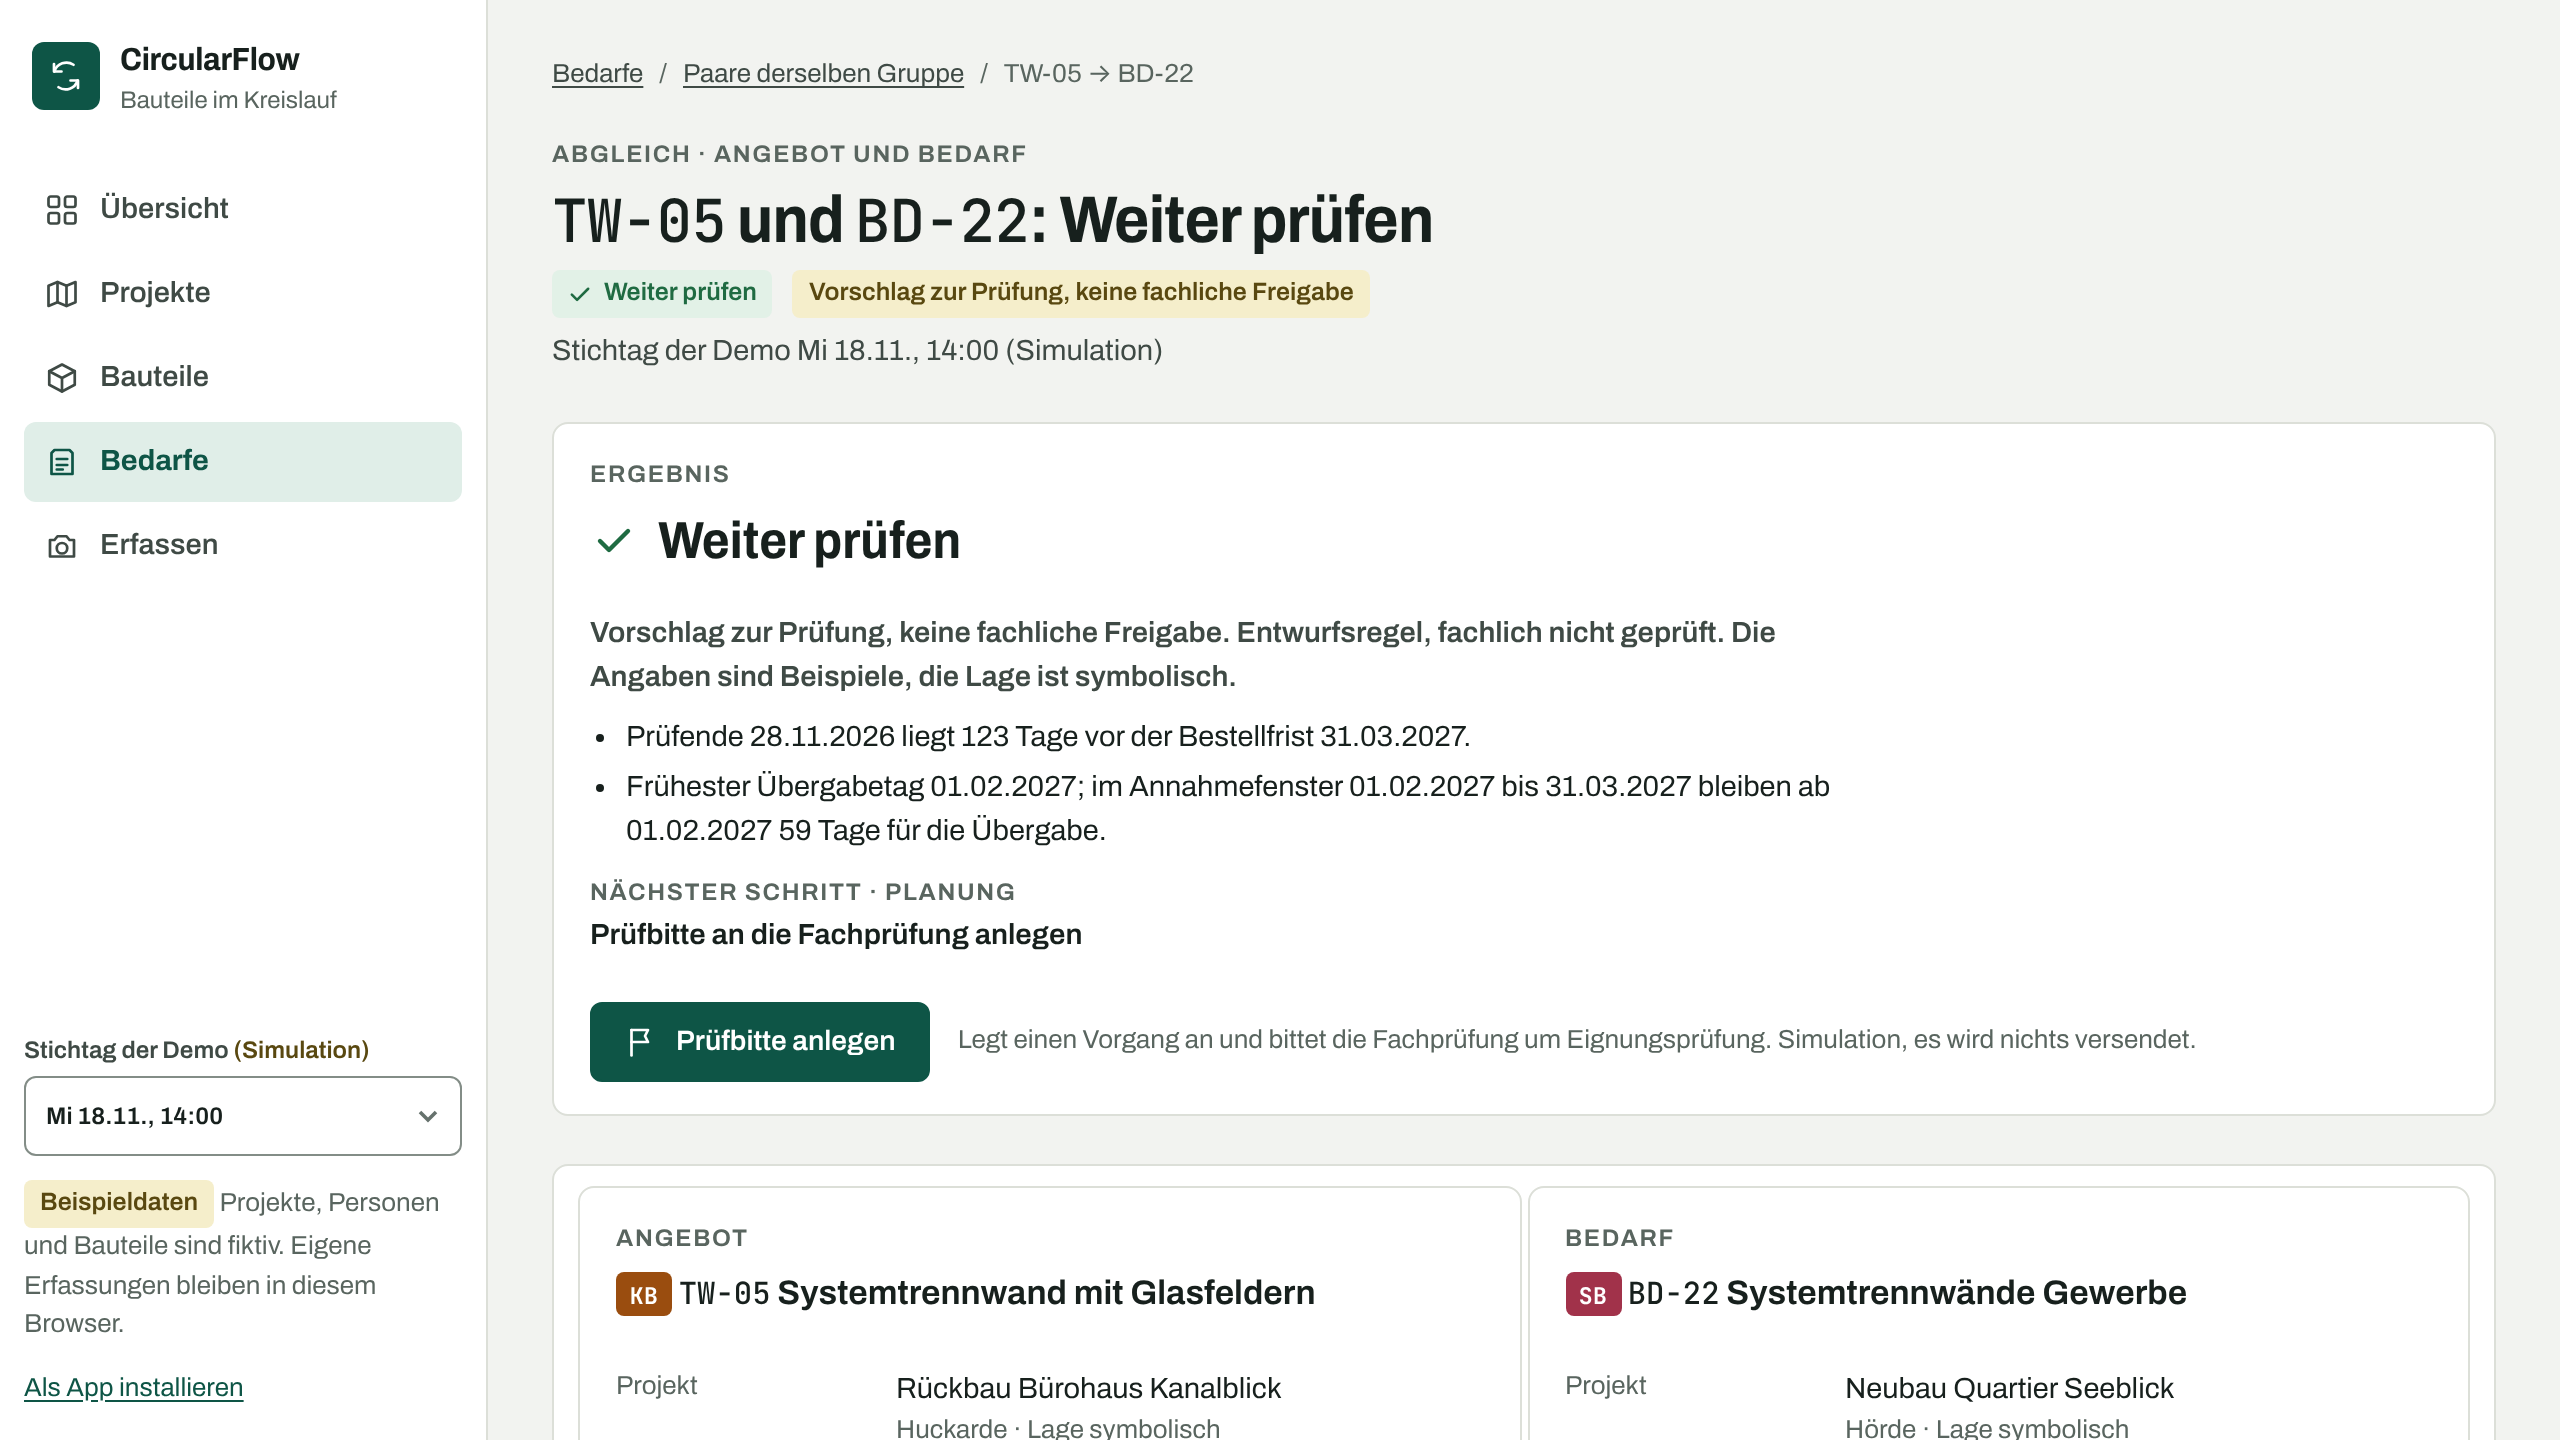 CircularFlow
Bauteile im Kreislauf
Übersicht
Projekte
Bauteile
Bedarfe
Erfassen
Stichtag der Demo (Simulation)
Mi 18.11., 14:00
Beispieldaten Projekte, Personen
und Bauteile sind fiktiv. Eigene
Erfassungen bleiben in diesem
Browser.
Als App installieren
Bedarfe / Paare derselben Gruppe / TW-05 → BD-22
ABGLEICH · ANGEBOT UND BEDARF
TW-05 und BD-22: Weiter prüfen
Weiter prüfen
Vorschlag zur Prüfung, keine fachliche Freigabe
Stichtag der Demo Mi 18.11., 14:00 (Simulation)
ERGEBNIS
Weiter prüfen
Vorschlag zur Prüfung, keine fachliche Freigabe. Entwurfsregel, fachlich nicht geprüft. Die
Angaben sind Beispiele, die Lage ist symbolisch.
• Prüfende 28.11.2026 liegt 123 Tage vor der Bestellfrist 31.03.2027.
• Frühester Übergabetag 01.02.2027; im Annahmefenster 01.02.2027 bis 31.03.2027 bleiben ab
01.02.2027 59 Tage für die Übergabe.
NÄCHSTER SCHRITT · PLANUNG
Prüfbitte an die Fachprüfung anlegen
Prüfbitte anlegen
Legt einen Vorgang an und bittet die Fachprüfung um Eignungsprüfung. Simulation, es wird nichts versendet.
ANGEBOT
KB TW-05 Systemtrennwand mit Glasfeldern
Projekt
Rückbau Bürohaus Kanalblick
Huckarde · Lage symbolisch
BEDARF
SB BD-22 Systemtrennwände Gewerbe
Projekt
Neubau Quartier Seeblick
Hörde · Lage symbolisch